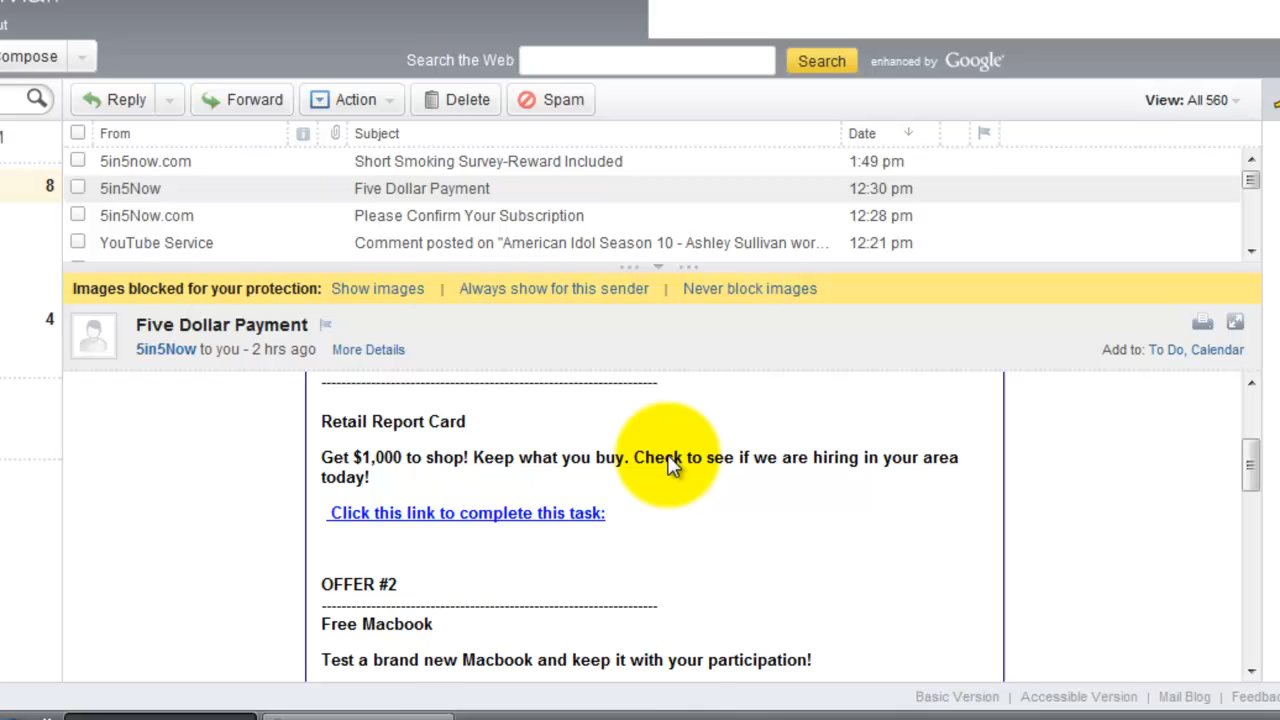 ut
ompose
Search the Web
Search
enhanced by Google
Reply
Forward
Action
Delete
Spam
View: All 560
From
Subject
Date
5in5now.com Short Smoking Survey-Reward Included 1:49 pm
8
5in5Now Five Dollar Payment 12:30 pm
5in5Now.com Please Confirm Your Subscription 12:28 pm
YouTube Service Comment posted on "American Idol Season 10 - Ashley Sullivan wor... 12:21 pm
Images blocked for your protection: Show images | Always show for this sender | Never block images
4
Five Dollar Payment
5in5Now to you - 2 hrs ago More Details
Add to: To Do, Calendar
----------------------------------------------------------------------
Retail Report Card
Get $1,000 to shop! Keep what you buy. Check to see if we are hiring in your area
today!
Click this link to complete this task:
OFFER #2
----------------------------------------------------------------------
Free Macbook
Test a brand new Macbook and keep it with your participation!
Basic Version | Accessible Version | Mail Blog | Feedba